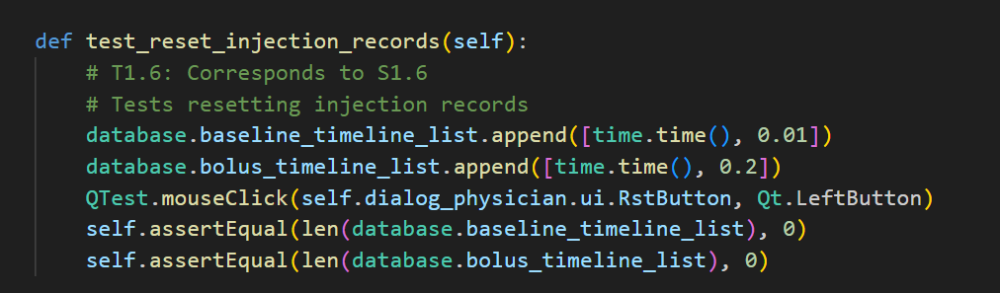 def test_reset_injection_records(self):
# T1.6: Corresponds to S1.6
# Tests resetting injection records
database.baseline_timeline_list.append([time.time(), 0.01])
database.bolus_timeline_list.append([time.time(), 0.2])
QTest.mouseClick(self.dialog_physician.ui.RstButton, Qt.LeftButton)
self.assertEqual(len(database.baseline_timeline_list), 0)
self.assertEqual(len(database.bolus_timeline_list), 0)